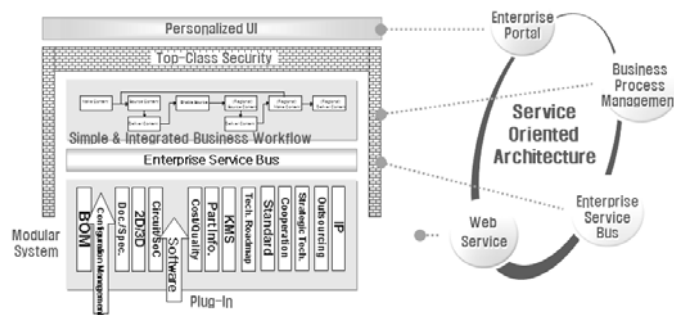 Personalized UI
Top-Class Security
Simple & Integrated Business Workflow
Enterprise Service Bus
BOM
Configuration Management
Doc./Spec.
2D/3D
Circuit/SoC
Software
Cost/Quality
Part Info.
KMS
Tech. Roadmap
Standard
Cooperation
Strategic Tech.
Outsourcing
IP
Modular
System
Plug-In
Enterprise
Portal
Business
Process
Management
Service
Oriented
Architecture
Web
Service
Enterprise
Service
Bus